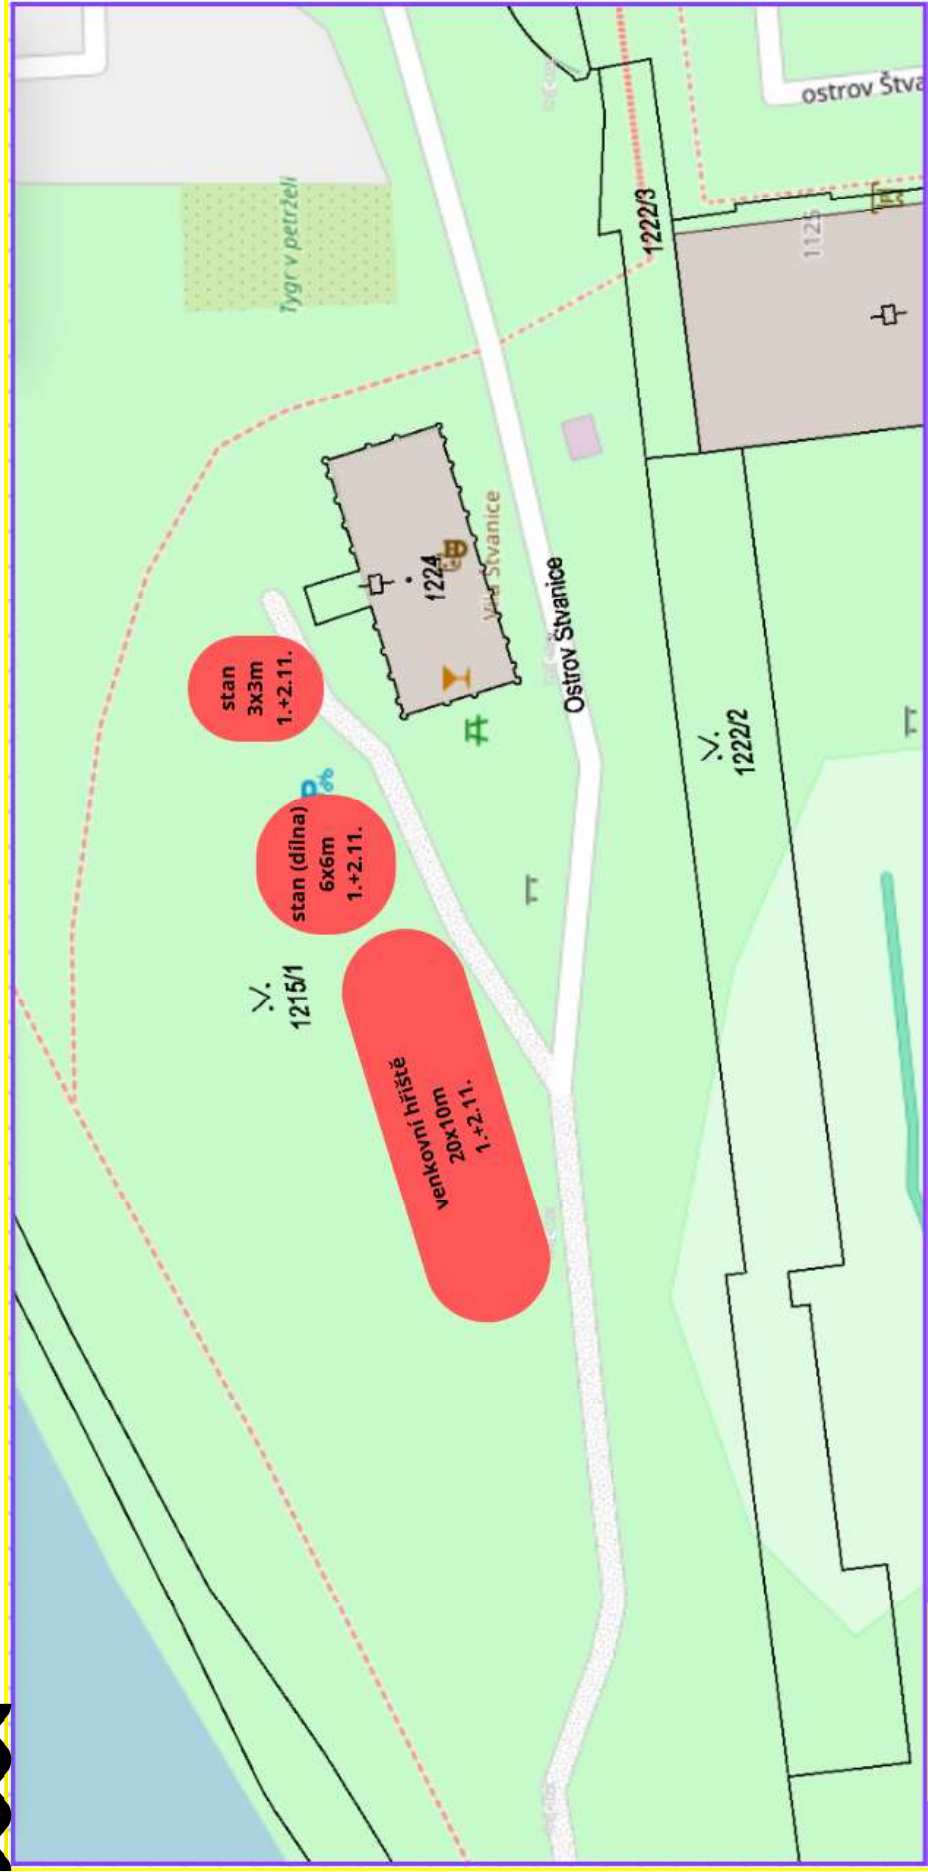 ostrov Štva
Tygr v petrželi
1222/3
1125
1224
Vila Štvanice
Ostrov Štvanice
stan
3x3m
1.+2.11.
P
1222/2
stan (dílna)
6x6m
1.+2.11.
1215/1
venkovní hřiště
20x10m
1.+2.11.